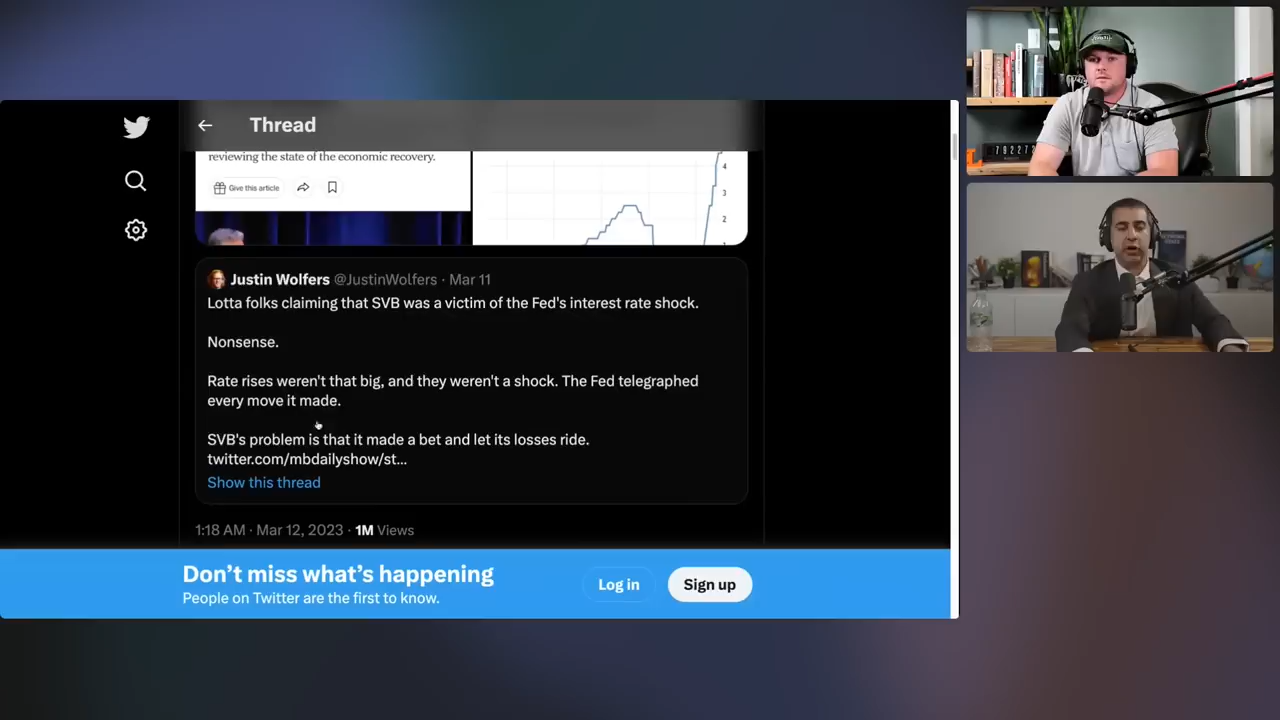 Thread
reviewing the state of the economic recovery.
Give this article
4
3
2
Justin Wolfers @JustinWolfers · Mar 11
Lotta folks claiming that SVB was a victim of the Fed's interest rate shock.
Nonsense.
Rate rises weren't that big, and they weren't a shock. The Fed telegraphed
every move it made.
SVB's problem is that it made a bet and let its losses ride.
twitter.com/mbdailyshow/st...
Show this thread
1:18 AM · Mar 12, 2023 · 1M Views
Don't miss what's happening
People on Twitter are the first to know.
Log in
Sign up